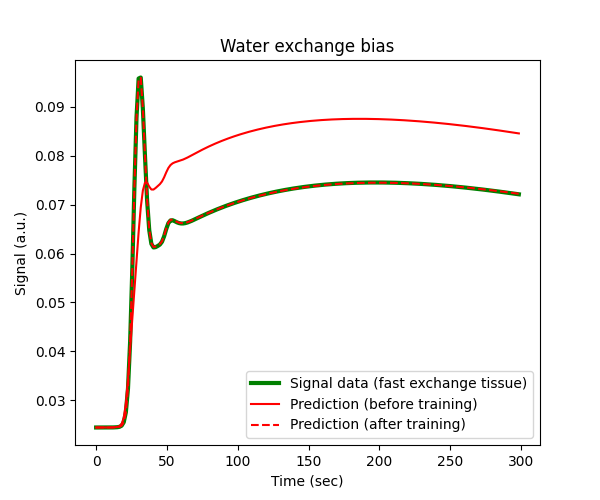 Water exchange bias
Signal (a.u.)
0.09
0.08
0.07
0.06
0.05
0.04
0.03
Signal data (fast exchange tissue)
Prediction (before training)
Prediction (after training)
0 50 100 150 200 250 300
Time (sec)